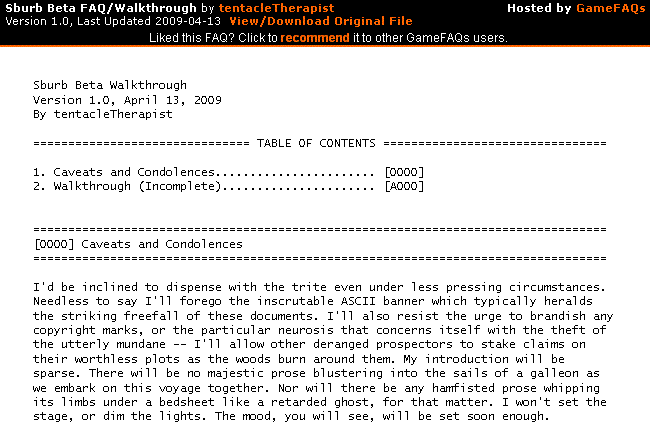 Sburb Beta FAQ/Walkthrough by tentacleTherapist Hosted by GameFAQs
Version 1.0, Last Updated 2009-04-13 View/Download Original File
Liked this FAQ? Click to recommend it to other GameFAQs users.
Sburb Beta Walkthrough
Version 1.0, April 13, 2009
By tentacleTherapist
============================== TABLE OF CONTENTS ===============================
1. Caveats and Condolences...................... [0000]
2. Walkthrough (Incomplete)..................... [A000]
================================================================================
[0000] Caveats and Condolences
================================================================================
I'd be inclined to dispense with the trite even under less pressing circumstances.
Needless to say I'll forego the inscrutable ASCII banner which typically heralds
the striking freefall of these documents. I'll also resist the urge to brandish any
copyright marks, or the particular neurosis that concerns itself with the theft of
the utterly mundane -- I'll allow other deranged prospectors to stake claims on
their worthless plots as the woods burn around them. My introduction will be
sparse. There will be no majestic prose blustering into the sails of a galleon as
we embark on this voyage together. Nor will there be any hamfisted prose whipping
its limbs under a bedsheet like a retarded ghost, for that matter. I won't set the
stage, or dim the lights. The mood, you will see, will be set soon enough.